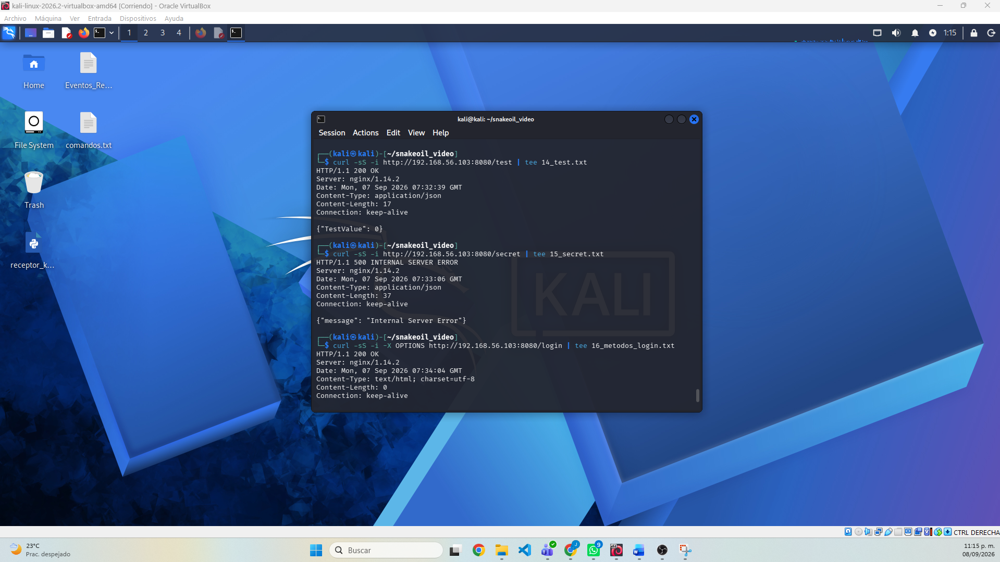 kali-linux-2026.2-virtualbox-amd64 [Corriendo] - Oracle VirtualBox
Archivo Máquina Ver Entrada Dispositivos Ayuda
1 2 3 4 1:15
Home
Eventos_Re...
File System
comandos.txt
Trash
receptor_k...
kali@kali: ~/snakeoil_video
Session Actions Edit View Help
┌──(kali㉿kali)-[~/snakeoil_video]
└─$ curl -sS -i http://192.168.56.103:8080/test | tee 14_test.txt
HTTP/1.1 200 OK
Server: nginx/1.14.2
Date: Mon, 07 Sep 2026 07:32:39 GMT
Content-Type: application/json
Content-Length: 17
Connection: keep-alive
{"TestValue": 0}
┌──(kali㉿kali)-[~/snakeoil_video]
└─$ curl -sS -i http://192.168.56.103:8080/secret | tee 15_secret.txt
HTTP/1.1 500 INTERNAL SERVER ERROR
Server: nginx/1.14.2
Date: Mon, 07 Sep 2026 07:33:06 GMT
Content-Type: application/json
Content-Length: 37
Connection: keep-alive
{"message": "Internal Server Error"}
┌──(kali㉿kali)-[~/snakeoil_video]
└─$ curl -sS -i -X OPTIONS http://192.168.56.103:8080/login | tee 16_metodos_login.txt
HTTP/1.1 200 OK
Server: nginx/1.14.2
Date: Mon, 07 Sep 2026 07:34:04 GMT
Content-Type: text/html; charset=utf-8
Content-Length: 0
Connection: keep-alive
KALI
CTRL DERECHA
23°C
Prac. despejado
Buscar
J
9
11:15 p. m.
08/09/2026